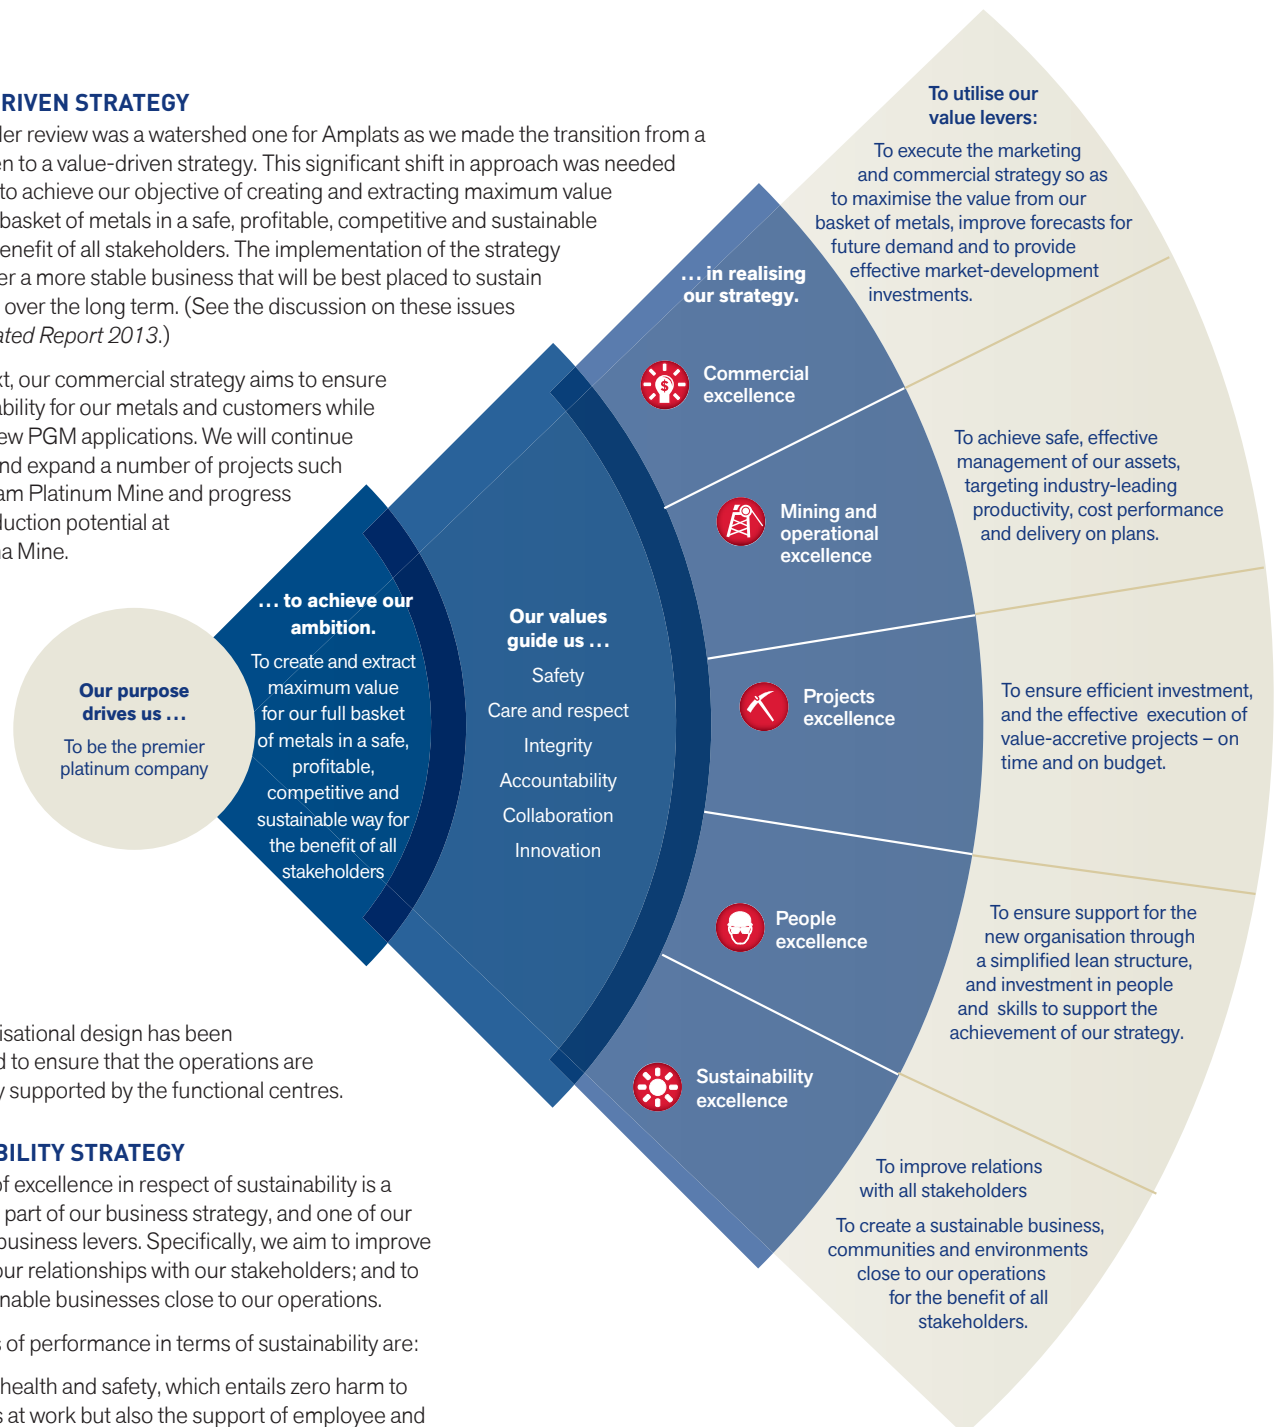 RIVEN STRATEGY
er review was a watershed one for Amplats as we made the transition from a
n to a value-driven strategy. This significant shift in approach was needed
to achieve our objective of creating and extracting maximum value
basket of metals in a safe, profitable, competitive and sustainable
enefit of all stakeholders. The implementation of the strategy
er a more stable business that will be best placed to sustain
over the long term. (See the discussion on these issues
ated Report 2013.)
t, our commercial strategy aims to ensure
ability for our metals and customers while
ew PGM applications. We will continue
nd expand a number of projects such
am Platinum Mine and progress
duction potential at
na Mine.
Our purpose
drives us ...
To be the premier
platinum company
... to achieve our
ambition.
To create and extract
maximum value
for our full basket
of metals in a safe,
profitable,
competitive and
sustainable way for
the benefit of all
stakeholders
Our values
guide us ...
Safety
Care and respect
Integrity
Accountability
Collaboration
Innovation
... in realising
our strategy.
Commercial
excellence
Mining and
operational
excellence
Projects
excellence
People
excellence
Sustainability
excellence
To utilise our
value levers:
To execute the marketing
and commercial strategy so as
to maximise the value from our
basket of metals, improve forecasts for
future demand and to provide
effective market-development
investments.
To achieve safe, effective
management of our assets,
targeting industry-leading
productivity, cost performance
and delivery on plans.
To ensure efficient investment,
and the effective execution of
value-accretive projects – on
time and on budget.
To ensure support for the
new organisation through
a simplified lean structure,
and investment in people
and skills to support the
achievement of our strategy.
To improve relations
with all stakeholders
To create a sustainable business,
communities and environments
close to our operations
for the benefit of all
stakeholders.
isational design has been
d to ensure that the operations are
y supported by the functional centres.
BILITY STRATEGY
of excellence in respect of sustainability is a
part of our business strategy, and one of our
business levers. Specifically, we aim to improve
our relationships with our stakeholders; and to
nable businesses close to our operations.
s of performance in terms of sustainability are:
health and safety, which entails zero harm to
s at work but also the support of employee and